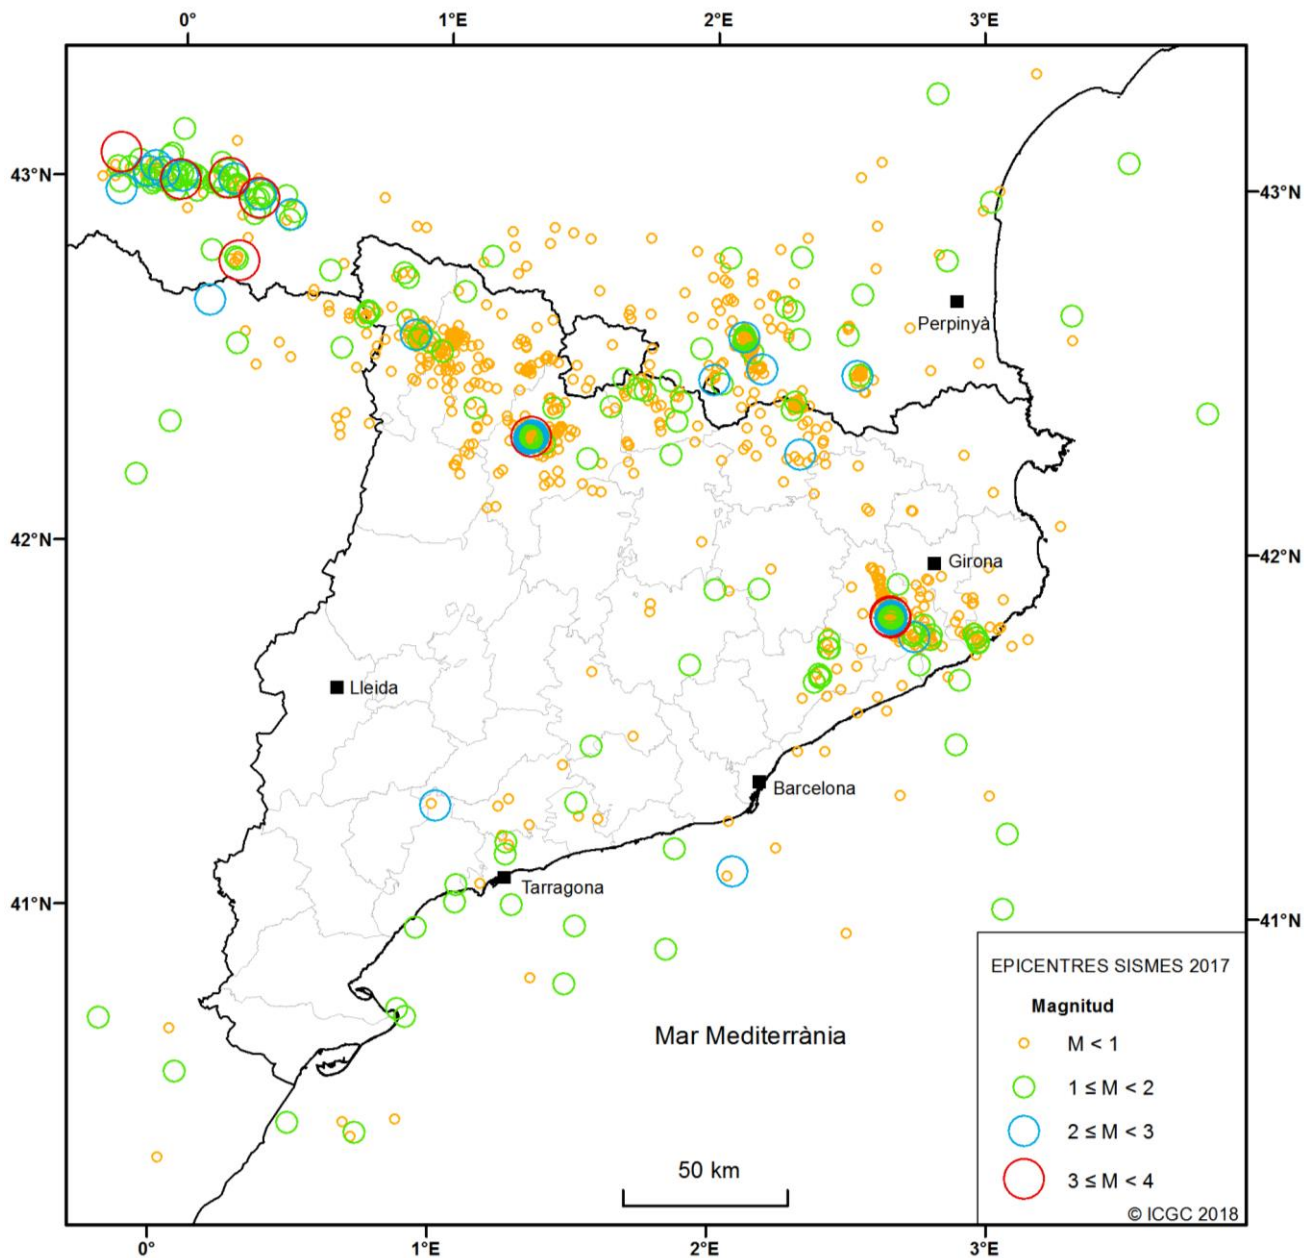 0° 1°E 2°E 3°E
43°N 43°N
Perpinyà
42°N 42°N
Girona
Lleida
Barcelona
Tarragona
41°N 41°N
EPICENTRES SISMES 2017
Magnitud
Mar Mediterrània
M < 1
1 ≤ M < 2
2 ≤ M < 3
50 km
3 ≤ M < 4
© ICGC 2018
0° 1°E 2°E 3°E